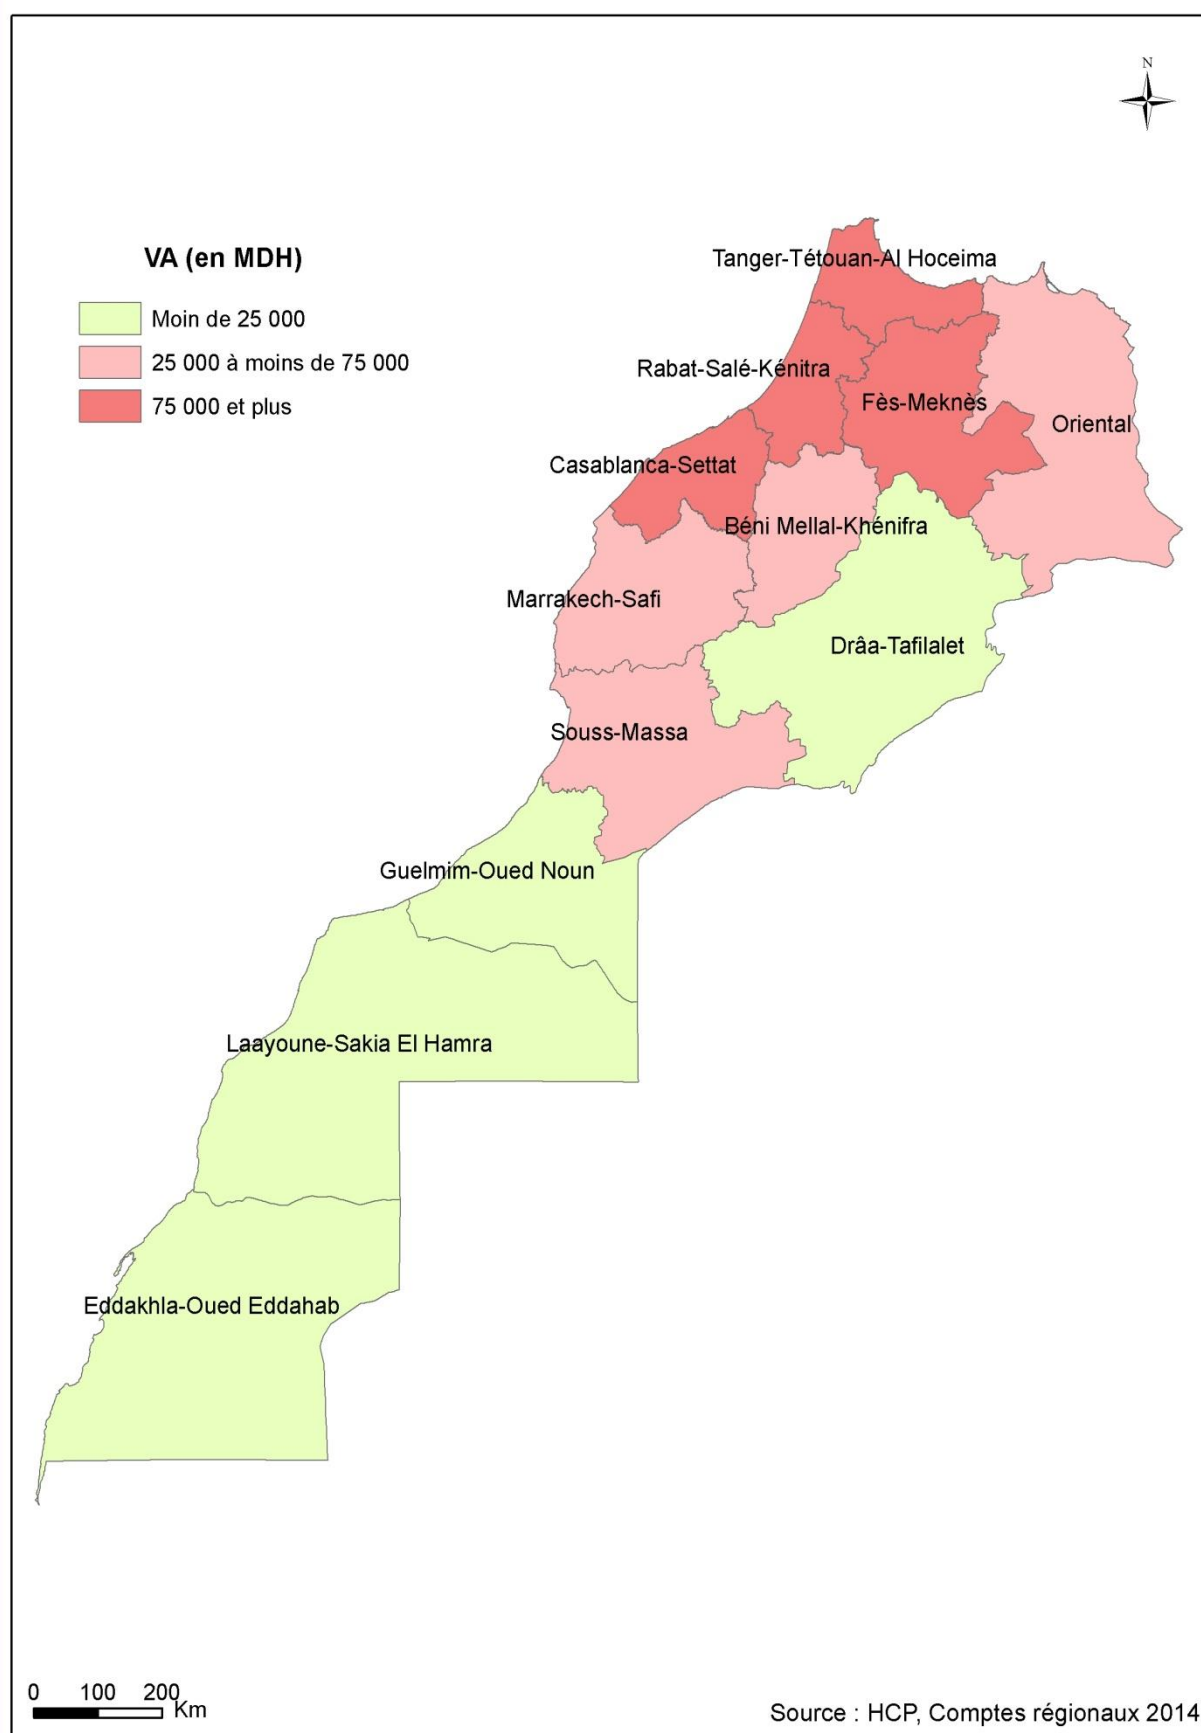 N
VA (en MDH)
Moin de 25 000
25 000 à moins de 75 000
75 000 et plus
Tanger-Tétouan-Al Hoceima
Rabat-Salé-Kénitra
Fès-Meknès
Oriental
Casablanca-Settat
Béni Mellal-Khénifra
Marrakech-Safi
Drâa-Tafilalet
Souss-Massa
Guelmim-Oued Noun
Laayoune-Sakia El Hamra
Eddakhla-Oued Eddahab
0 100 200
Km
Source : HCP, Comptes régionaux 2014